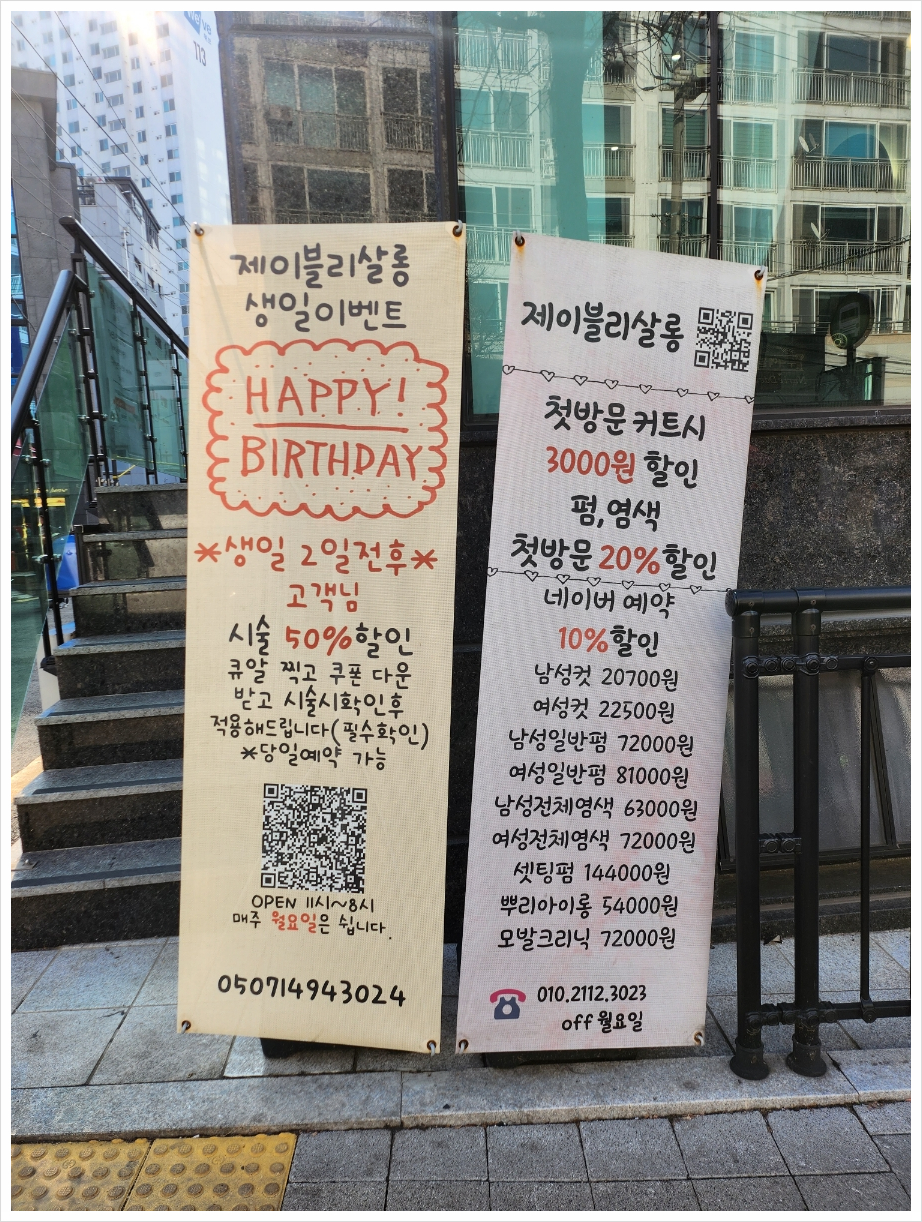 113
제이블리살롱
생일이벤트
HAPPY!
BIRTHDAY
*생일 2일전후*
고객님
시술 50%할인
큐알 찍고 쿠폰 다운
받고 시술시확인후
적용해드립니다(필수확인)
*당일예약 가능
OPEN 11시~8시
매주 월요일은 쉽니다.
050714943024
제이블리살롱
첫방문 커트시
3000원 할인
펌,염색
첫방문 20%할인
네이버 예약
10%할인
남성컷 20700원
여성컷 22500원
남성일반펌 72000원
여성일반펌 81000원
남성전체염색 63000원
여성전체염색 72000원
셋팅펌 144000원
뿌리아이롱 54000원
모발크리닉 72000원
010.2112.3023
off 월요일